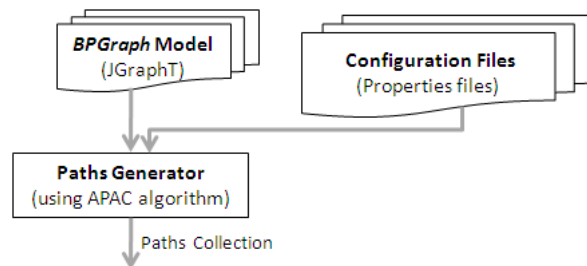 BPGraph Model
(JGraphT)
Configuration Files
(Properties files)
Paths Generator
(using APAC algorithm)
Paths Collection